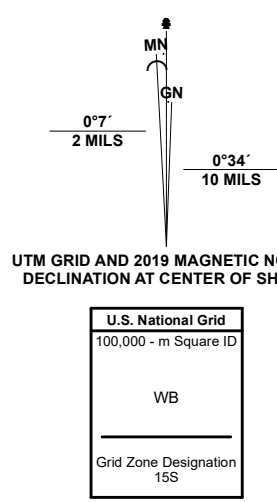 MN
GN
0°7´
2 MILS
0°34´
10 MILS
UTM GRID AND 2019 MAGNETIC NO
DECLINATION AT CENTER OF SH
U.S. National Grid
100,000 - m Square ID
WB
Grid Zone Designation
15S